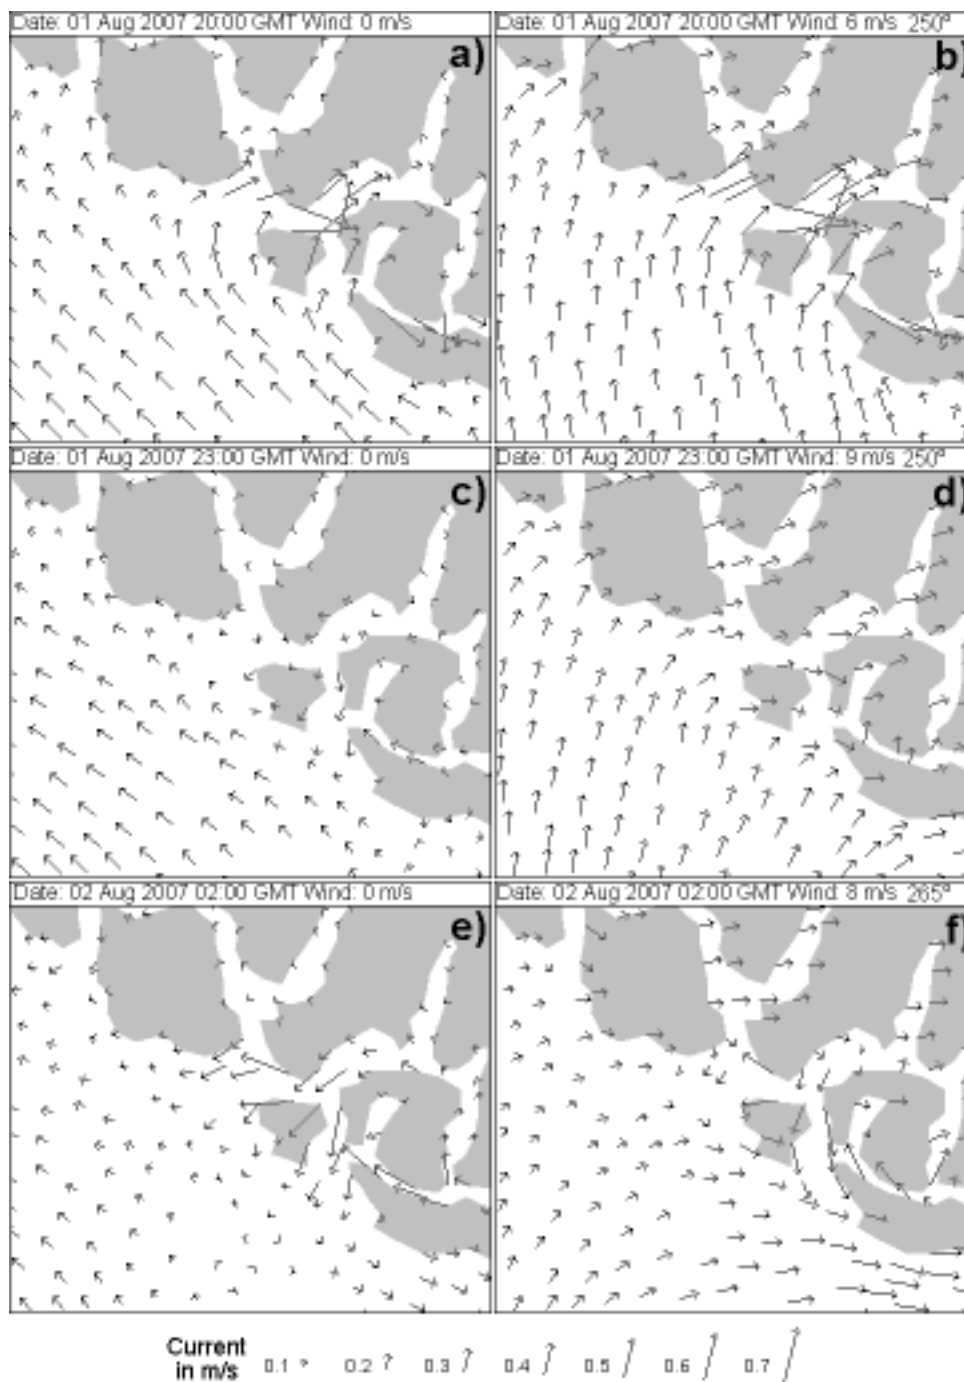 Date: 01 Aug 2007 20:00 GMT Wind: 0 m/s
a)
Date: 01 Aug 2007 20:00 GMT Wind: 6 m/s 250°
b)
Date: 01 Aug 2007 23:00 GMT Wind: 0 m/s
c)
Date: 01 Aug 2007 23:00 GMT Wind: 9 m/s 250°
d)
Date: 02 Aug 2007 02:00 GMT Wind: 0 m/s
e)
Date: 02 Aug 2007 02:00 GMT Wind: 8 m/s 265°
f)
Current
in m/s
0.1 0.2 0.3 0.4 0.5 0.6 0.7